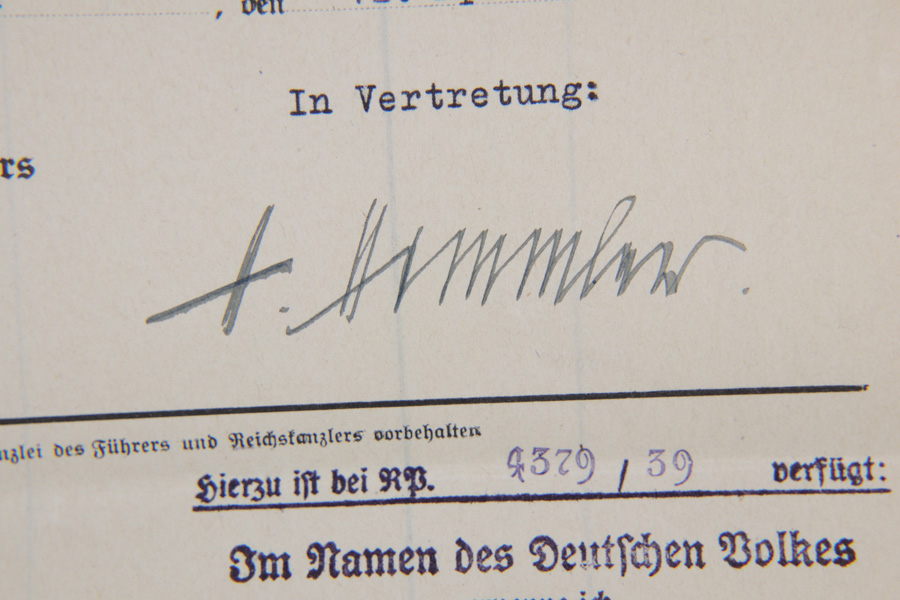 , den
In Vertretung:
rs
H. Himmler.
nzlei des Führers und Reichskanzlers vorbehalten
Hierzu ist bei RP. 4379 / 39 verfügt:
Im Namen des Deutschen Volkes
ich